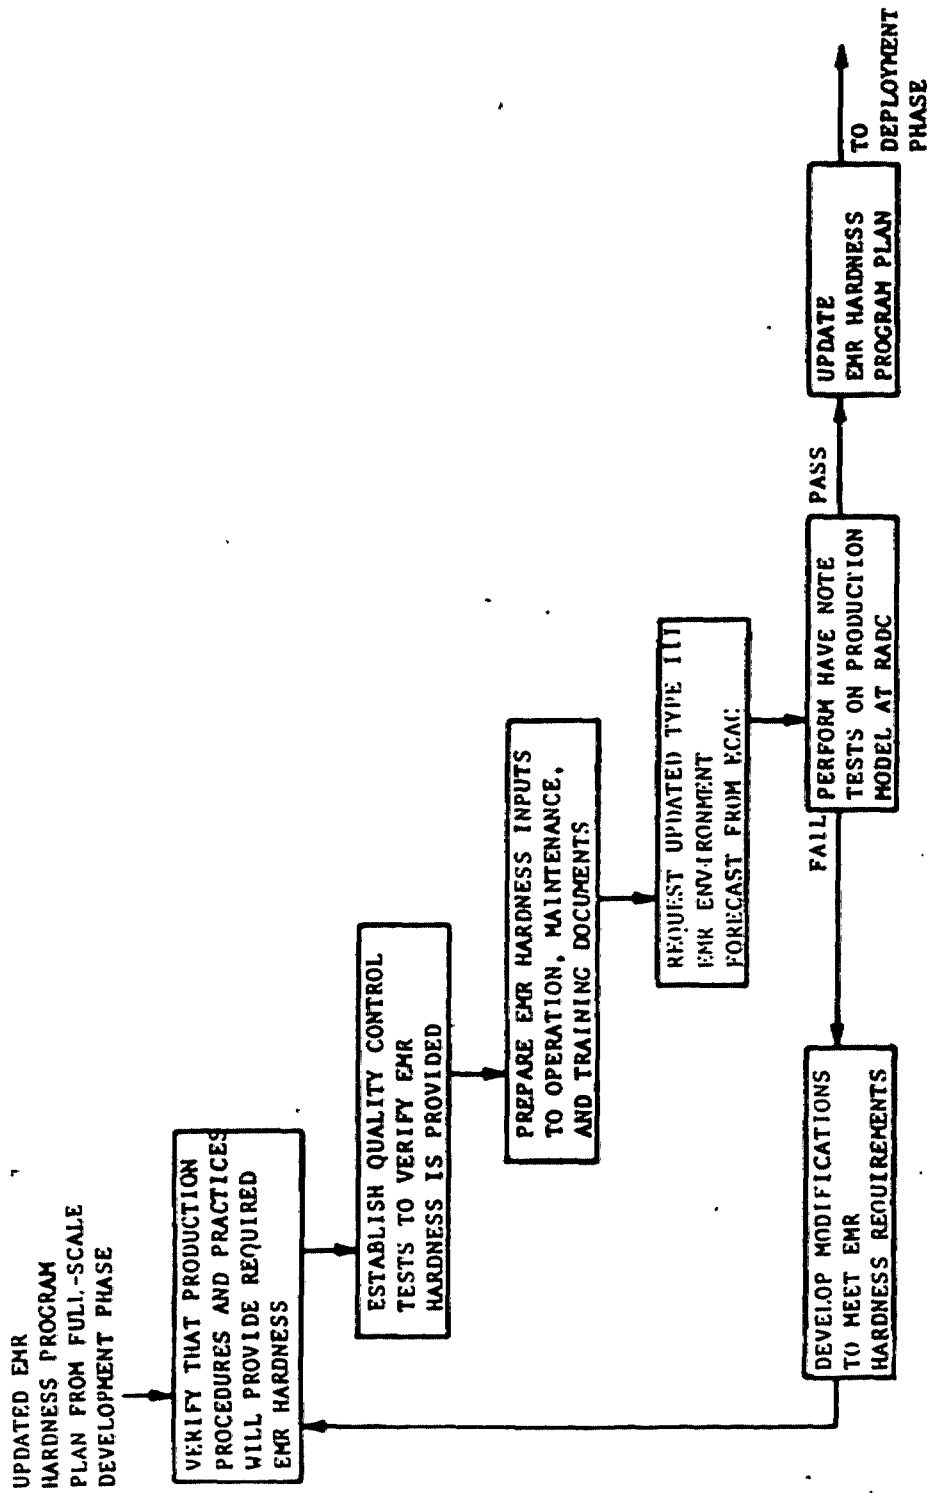 UPDATED EMR
HARDNESS PROGRAM
PLAN FROM FULL-SCALE
DEVELOPMENT PHASE
VERIFY THAT PRODUCTION
PROCEDURES AND PRACTICES
WILL PROVIDE REQUIRED
EMR HARDNESS
ESTABLISH QUALITY CONTROL
TESTS TO VERIFY EMR
HARDNESS IS PROVIDED
PREPARE EMR HARDNESS INPUTS
TO OPERATION, MAINTENANCE,
AND TRAINING DOCUMENTS
REQUEST UPDATED TYPE III
EMR ENVIRONMENT
FORECAST FROM ECAC
FAIL
PERFORM HAVE NOTE
TESTS ON PRODUCTION
MODEL AT RADC
PASS
DEVELOP MODIFICATIONS
TO MEET EMR
HARDNESS REQUIREMENTS
UPDATE
EMR HARDNESS
PROGRAM PLAN
TO
DEPLOYMENT
PHASE